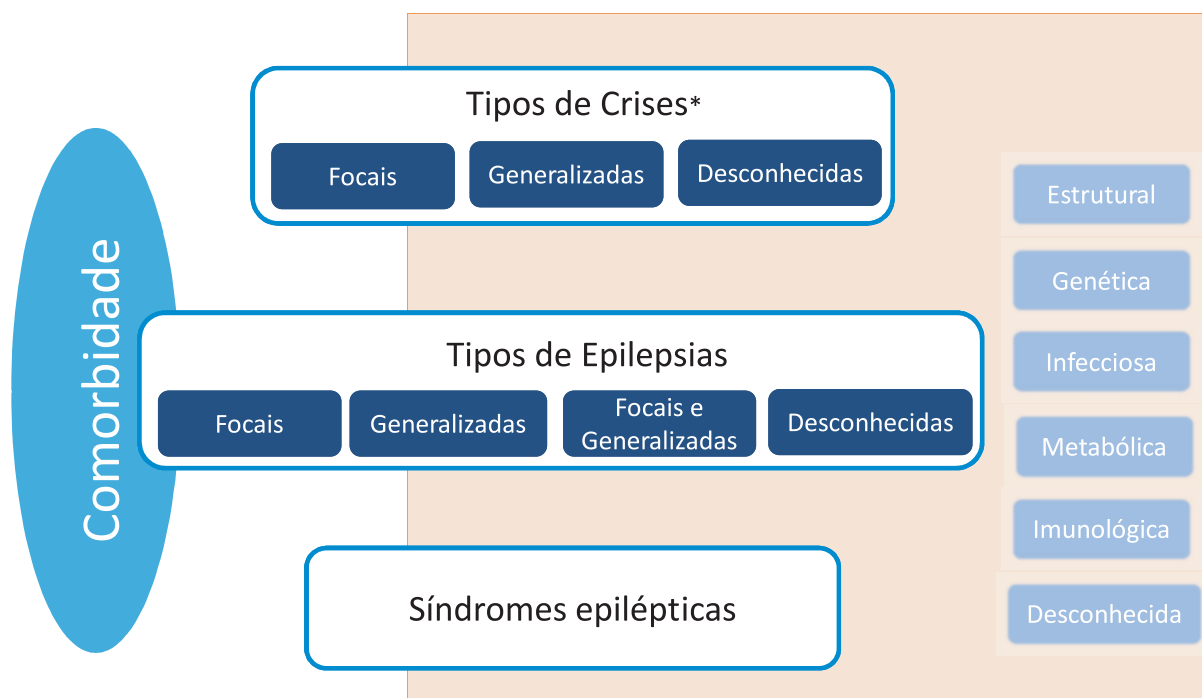 Comorbidade
Tipos de Crises*
Focais
Generalizadas
Desconhecidas
Tipos de Epilepsias
Focais
Generalizadas
Focais e
Generalizadas
Desconhecidas
Síndromes epilépticas
Estrutural
Genética
Infecciosa
Metabólica
Imunológica
Desconhecida